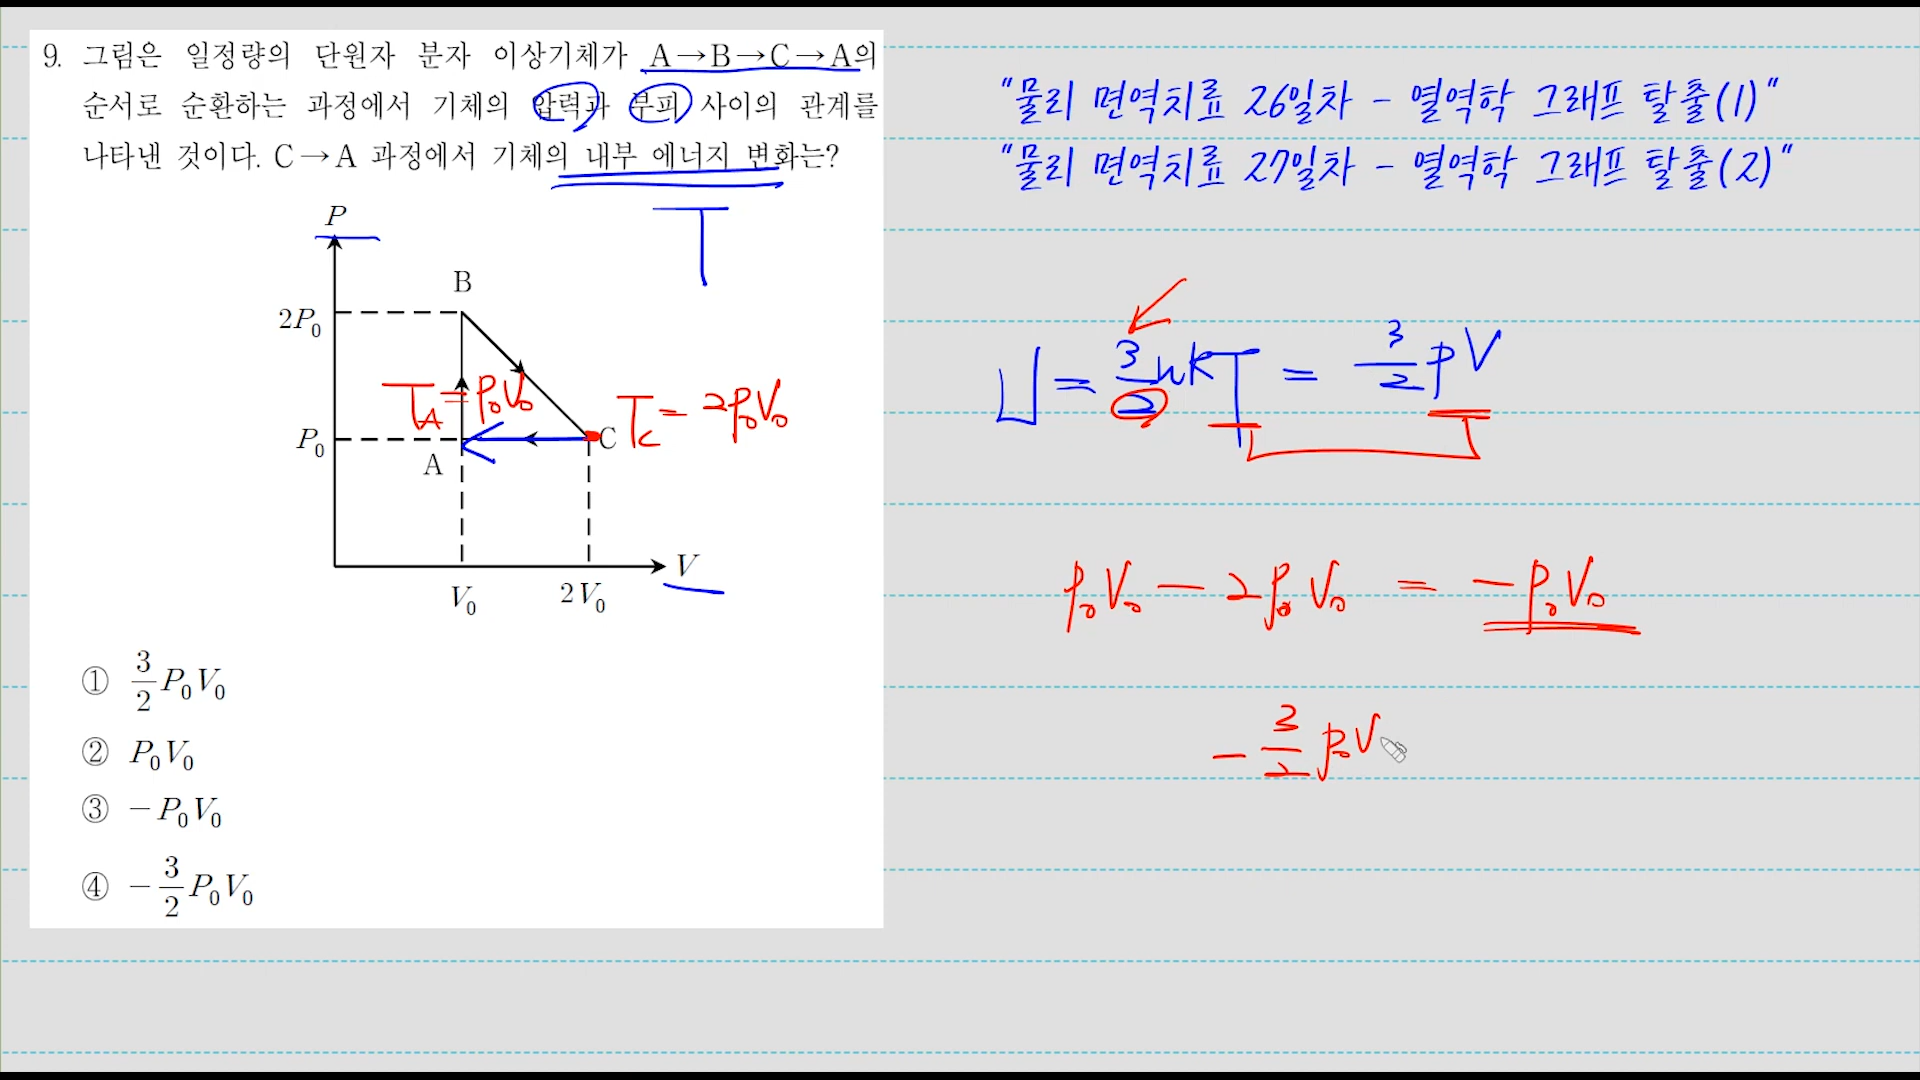 9. 그림은 일정량의 단원자 분자 이상기체가 A→B→C→A의
순서로 순환하는 과정에서 기체의 압력과 부피 사이의 관계를
나타낸 것이다. C→A 과정에서 기체의 내부 에너지 변화는?
T
P
B
2P₀
T_A = P₀V₀
T_C = 2P₀V₀
P₀
C
A
V
V₀
2V₀
① 3/2 P₀V₀
② P₀V₀
③ −P₀V₀
④ −3/2 P₀V₀
"물리 면역치료 26일차 - 열역학 그래프 탈출(1)"
"물리 면역치료 27일차 - 열역학 그래프 탈출(2)"
U = 3/2 nRT = 3/2 PV
P₀V₀ − 2P₀V₀ = −P₀V₀
− 3/2 P₀V